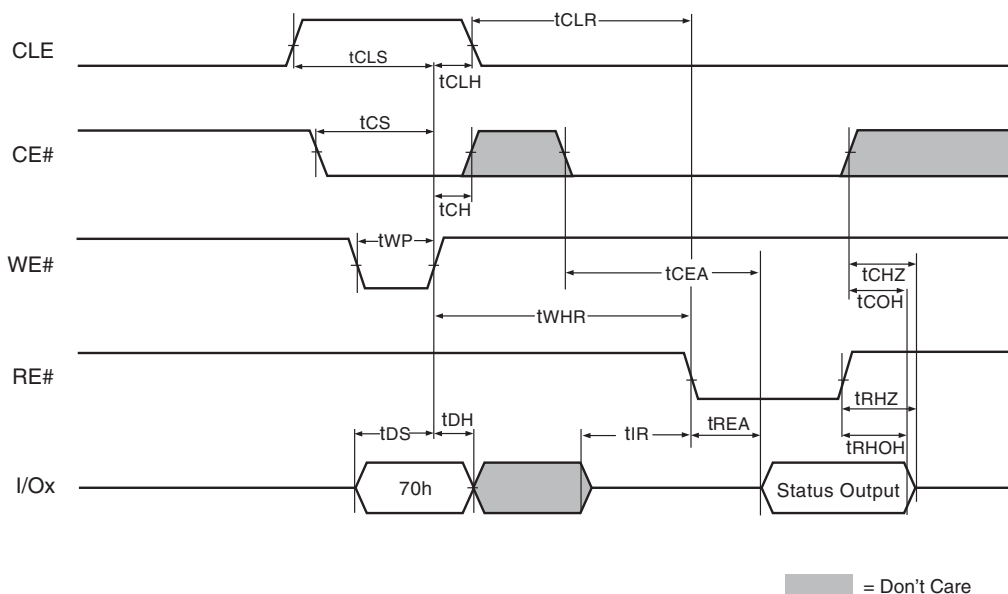 tCLR
CLE
tCLS
tCLH
tCS
CE#
tCH
tWP
WE#
tCEA
tCHZ
tCOH
tWHR
RE#
tRHZ
tDH
tDS
tIR
tREA
tRHOH
I/Ox
70h
Status Output
= Don't Care